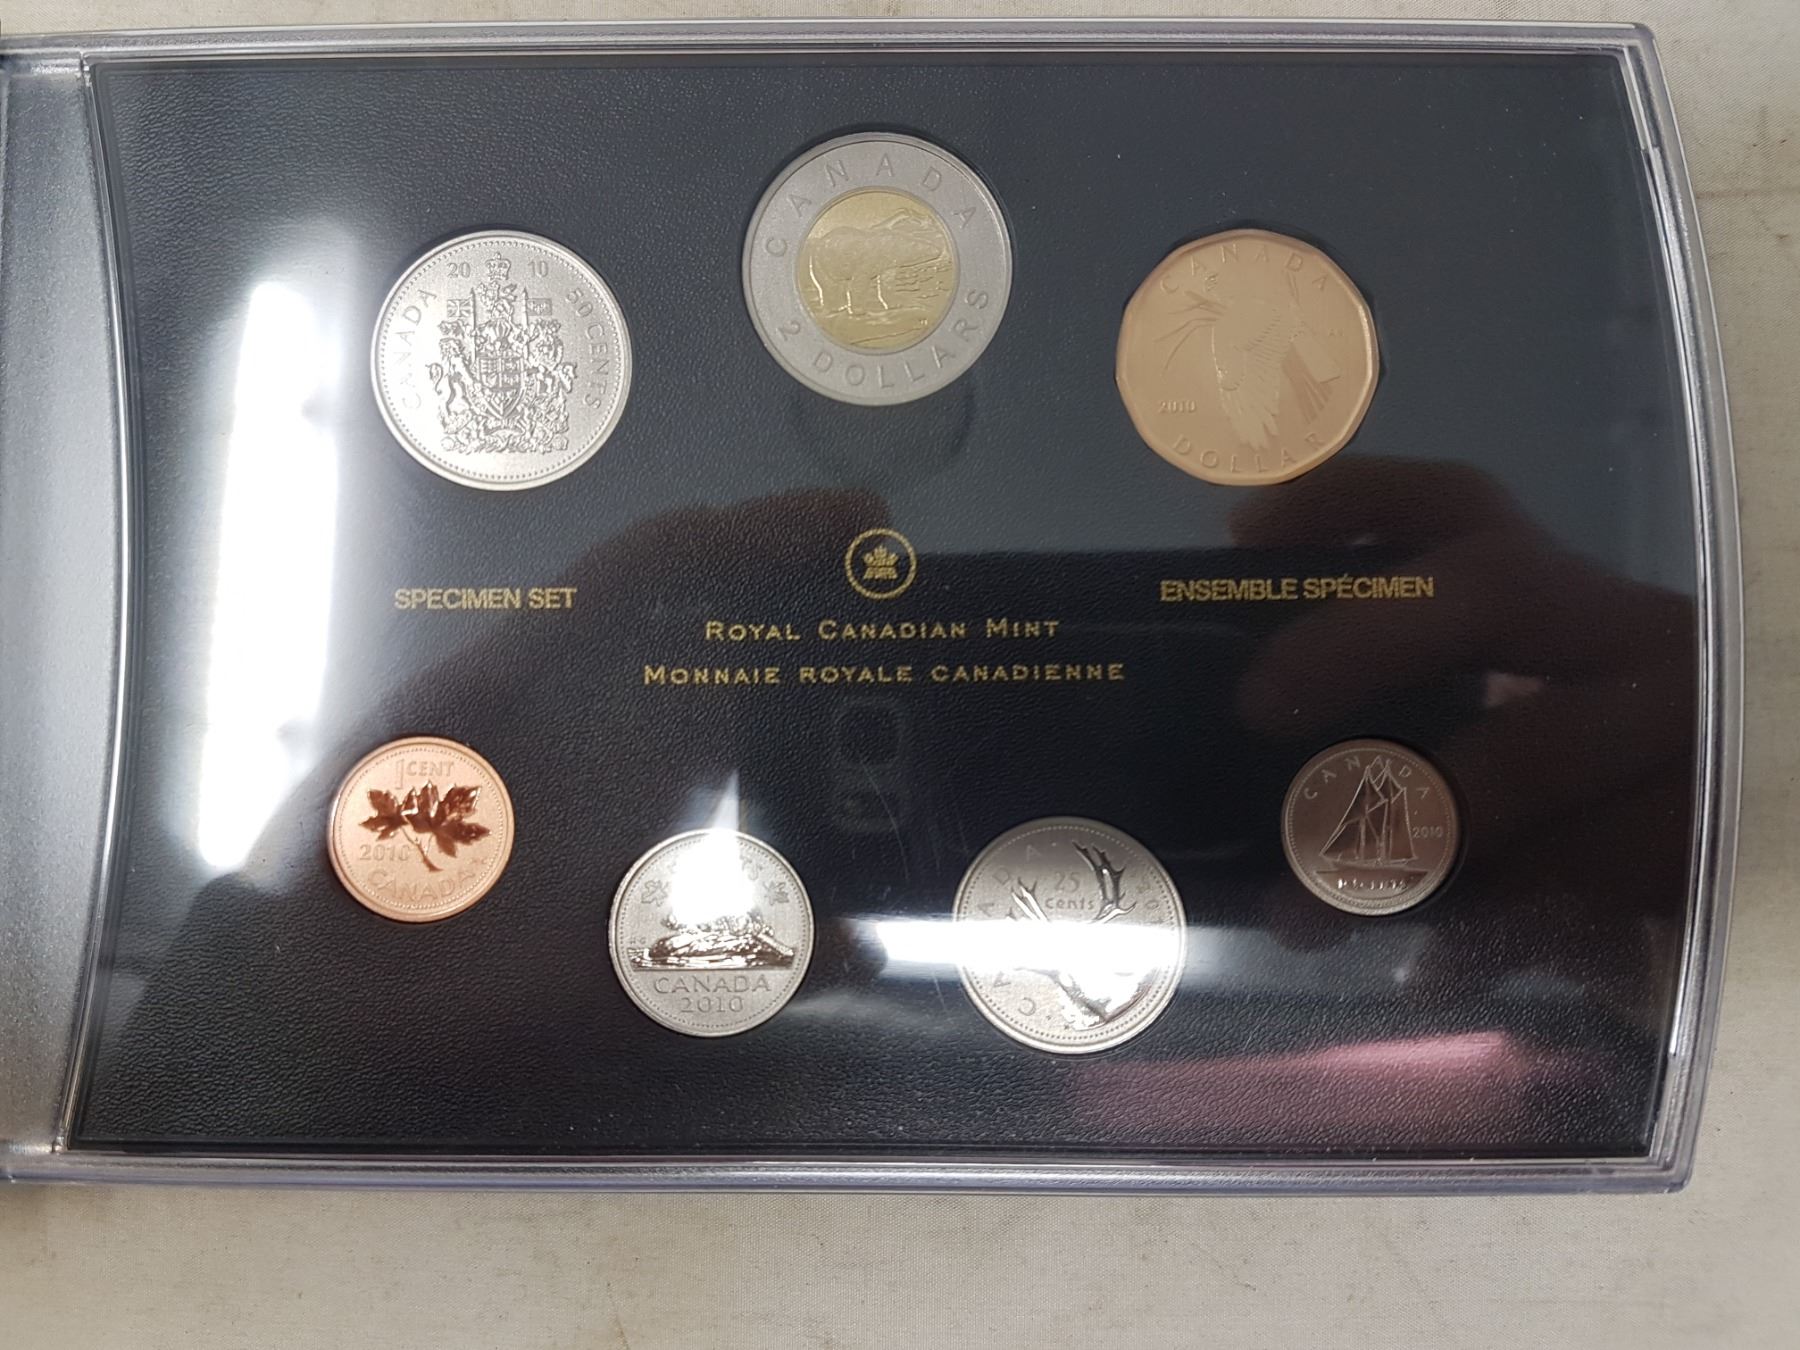 CANADA
2 DOLLARS
20 10
CANADA
50 CENTS
CANADA
2010
DOLLAR
SPECIMEN SET
ENSEMBLE SPÉCIMEN
ROYAL CANADIAN MINT
MONNAIE ROYALE CANADIENNE
1 CENT
2010
CANADA
CANADA
2010
25
cents
CANADA
2010